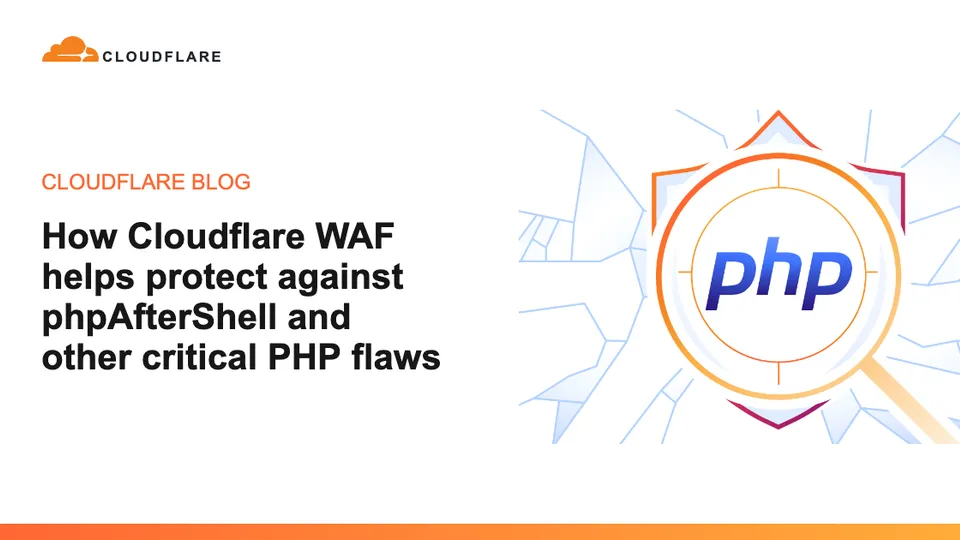 CLOUDFLARE
CLOUDFLARE BLOG
How Cloudflare WAF
helps protect against
phpAfterShell and
other critical PHP flaws
php